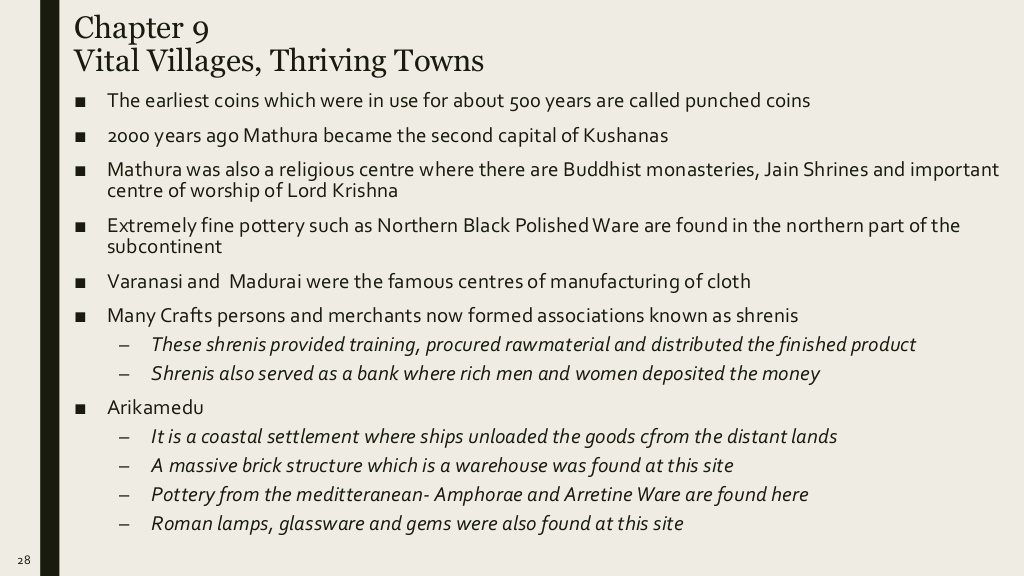 Chapter 9
Vital Villages, Thriving Towns
■ The earliest coins which were in use for about 500 years are called punched coins
■ 2000 years ago Mathura became the second capital of Kushanas
■ Mathura was also a religious centre where there are Buddhist monasteries, Jain Shrines and important
centre of worship of Lord Krishna
■ Extremely fine pottery such as Northern Black Polished Ware are found in the northern part of the
subcontinent
■ Varanasi and  Madurai were the famous centres of manufacturing of cloth
■ Many Crafts persons and merchants now formed associations known as shrenis
– These shrenis provided training, procured rawmaterial and distributed the finished product
– Shrenis also served as a bank where rich men and women deposited the money
■ Arikamedu
– It is a coastal settlement where ships unloaded the goods cfrom the distant lands
– A massive brick structure which is a warehouse was found at this site
– Pottery from the meditteranean- Amphorae and Arretine Ware are found here
– Roman lamps, glassware and gems were also found at this site
28